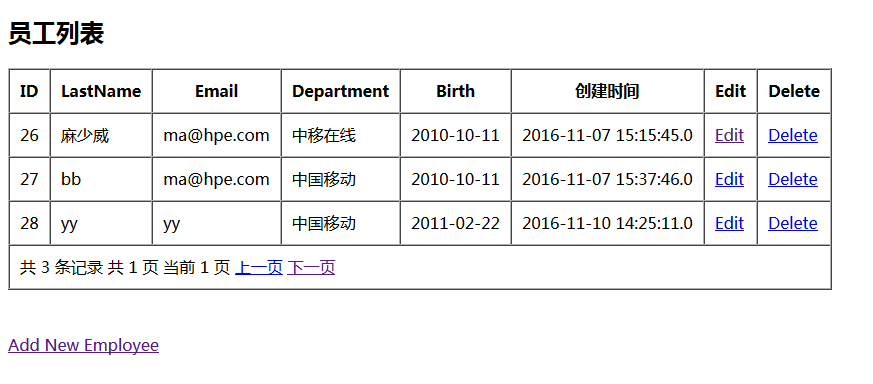 员工列表
ID LastName Email Department Birth 创建时间 Edit Delete
26 麻少威 ma@hpe.com 中移在线 2010-10-11 2016-11-07 15:15:45.0 Edit Delete
27 bb ma@hpe.com 中国移动 2010-10-11 2016-11-07 15:37:46.0 Edit Delete
28 yy yy 中国移动 2011-02-22 2016-11-10 14:25:11.0 Edit Delete
共 3 条记录 共 1 页 当前 1 页 上一页 下一页
Add New Employee